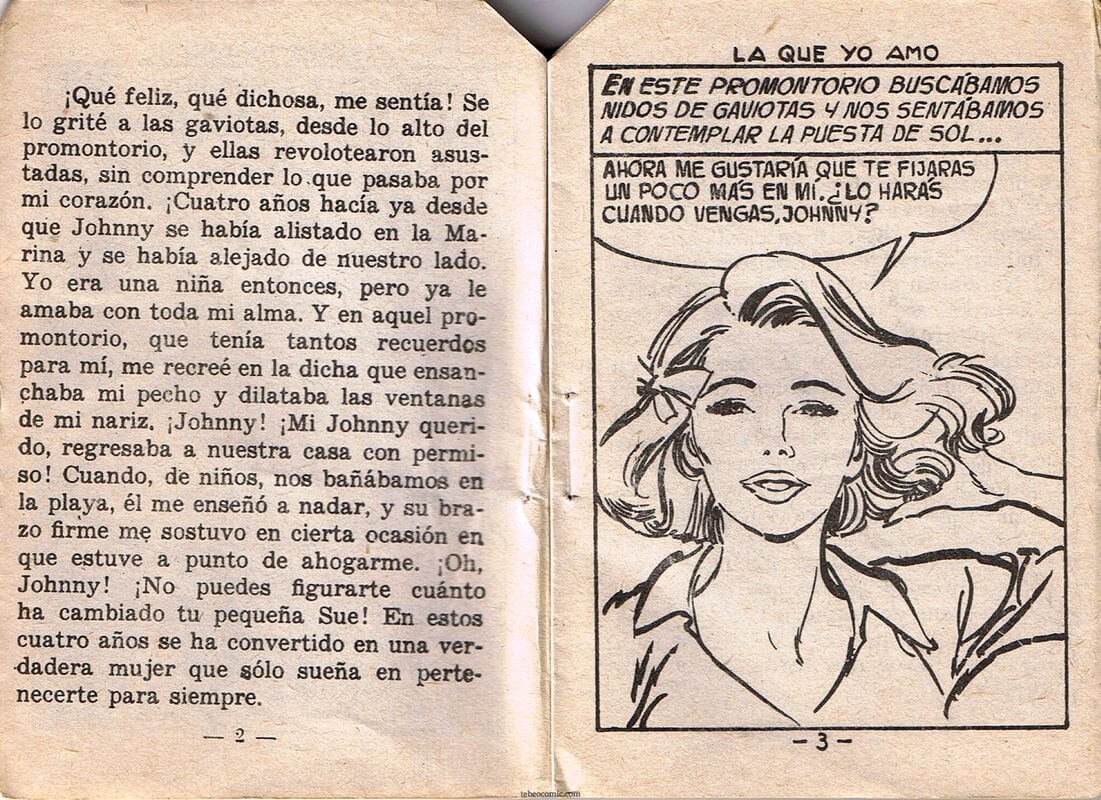 ¡Qué feliz, qué dichosa, me sentía! Se
lo grité a las gaviotas, desde lo alto del
promontorio, y ellas revolotearon asus-
tadas, sin comprender lo que pasaba por
mi corazón. ¡Cuatro años hacía ya desde
que Johnny se había alistado en la Ma-
rina y se había alejado de nuestro lado.
Yo era una niña entonces, pero ya le
amaba con toda mi alma. Y en aquel pro-
montorio, que tenía tantos recuerdos
para mí, me recreé en la dicha que ensan-
chaba mi pecho y dilataba las ventanas
de mi nariz. ¡Johnny! ¡Mi Johnny queri-
do, regresaba a nuestra casa con permi-
so! Cuando, de niños, nos bañábamos en
la playa, él me enseñó a nadar, y su bra-
zo firme me sostuvo en cierta ocasión en
que estuve a punto de ahogarme. ¡Oh,
Johnny! ¡No puedes figurarte cuánto
ha cambiado tu pequeña Sue! En estos
cuatro años se ha convertido en una ver-
dadera mujer que sólo sueña en perte-
necerte para siempre.
— 2 —
LA QUE YO AMO
EN ESTE PROMONTORIO BUSCÁBAMOS
NIDOS DE GAVIOTAS Y NOS SENTÁBAMOS
A CONTEMPLAR LA PUESTA DE SOL...
AHORA ME GUSTARÍA QUE TE FIJARAS
UN POCO MÁS EN MÍ. ¿LO HARÁS
CUANDO VENGAS, JOHNNY?
— 3 —
tebeocomic.com